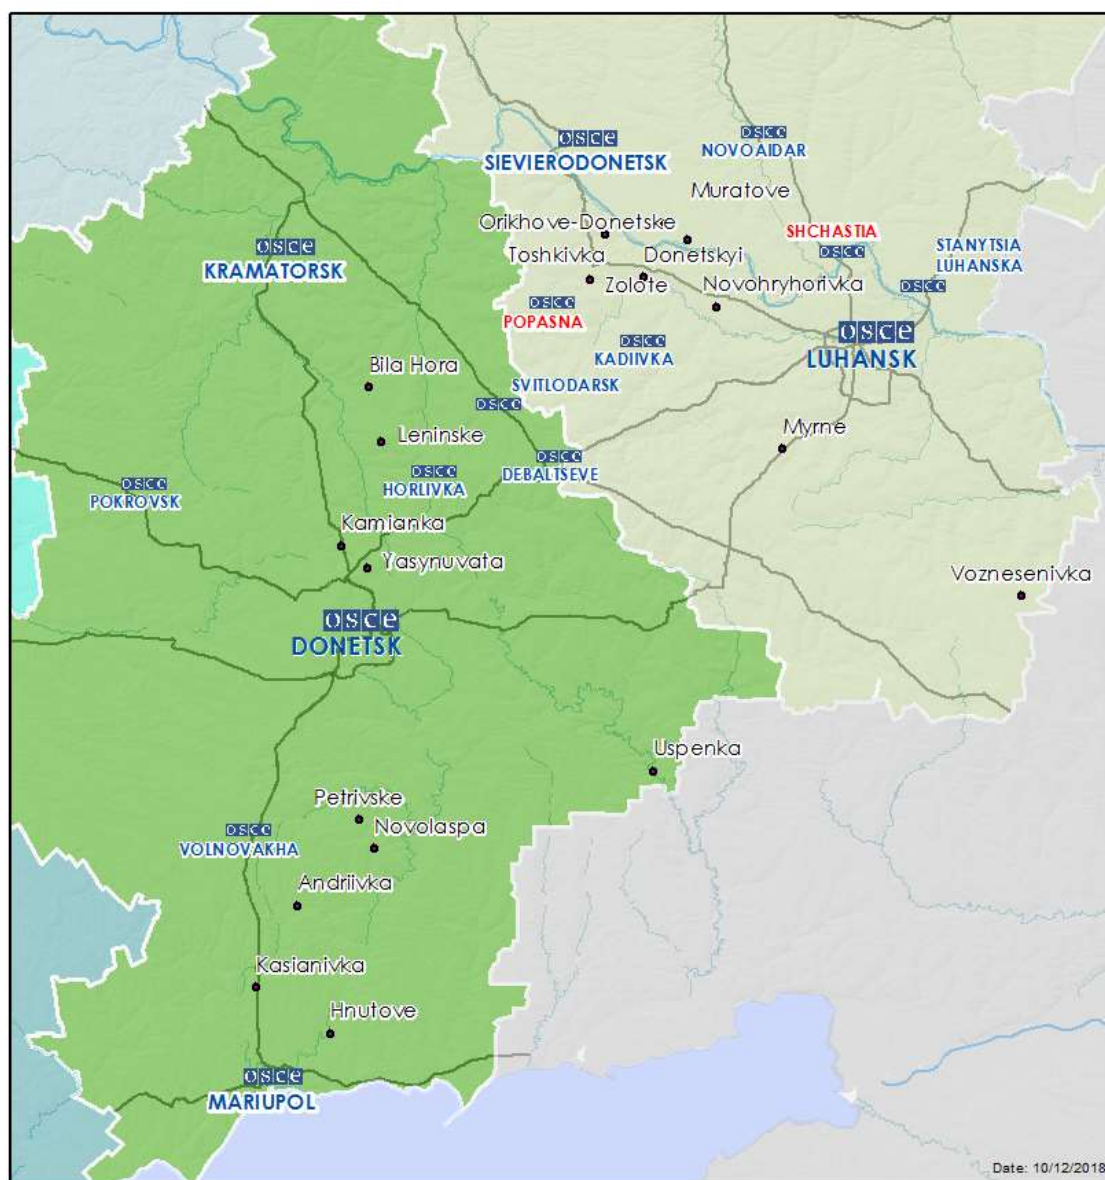 OSCE
SIEVIERODONETSK
OSCE
NOVOAIDAR
Muratove
Orikhove-Donetske
SHCHASTIA
OSCE
OSCE
KRAMATORSK
Toshkivka
Donetskyi
STANYTSIA
LUHANSKA
OSCE
Zolote
Novohryhorivka
OSCE
POPASNA
OSCE
KADIIVKA
OSCE
LUHANSK
Bila Hora
SVITLODARSK
OSCE
Leninske
Myrne
OSCE
HORLIVKA
OSCE
DEBALTSEVE
OSCE
POKROVSK
Kamianka
Yasynuvata
Voznesenivka
OSCE
DONETSK
Uspenka
Petrivske
Novolaspa
OSCE
VOLNOVAKHA
Andriivka
Kasianivka
Hnutove
OSCE
MARIUPOL
Date: 10/12/2018